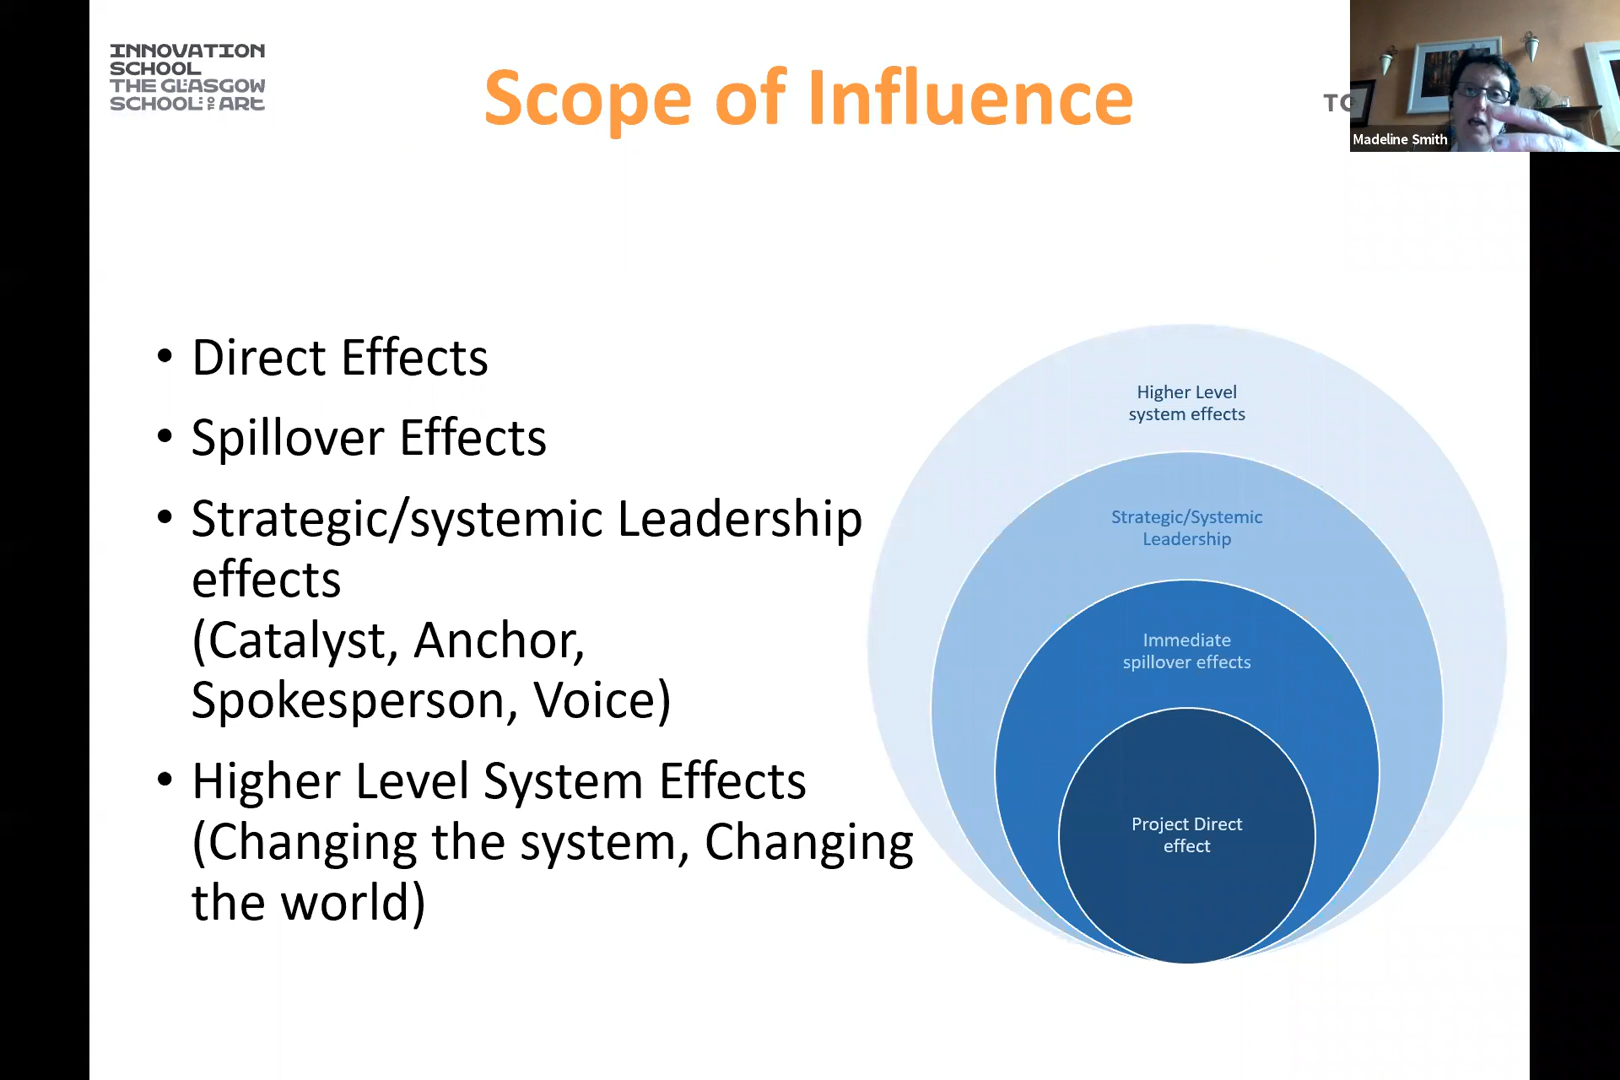 INNOVATION
SCHOOL
THE GLASGOW
SCHOOL OF ART
Scope of Influence
Madeline Smith
• Direct Effects
• Spillover Effects
• Strategic/systemic Leadership
effects
(Catalyst, Anchor,
Spokesperson, Voice)
• Higher Level System Effects
(Changing the system, Changing
the world)
Higher Level
system effects
Strategic/Systemic
Leadership
Immediate
spillover effects
Project Direct
effect